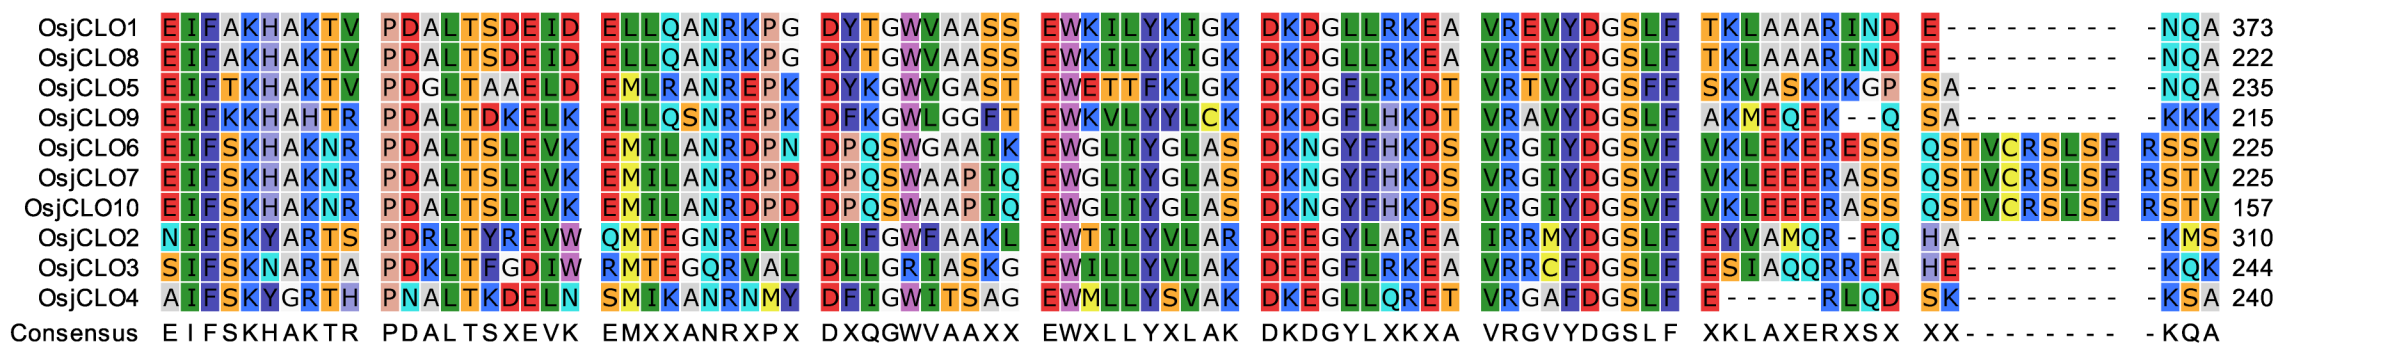 OsjCLO1 EIFAKHAKTV PDALTSDEID ELLQANRKPG DYTGWVAASS EWKILYKIGK DKDGLLRKEA VREVYDGSLF TKLAAARIND E--------- -NQA 373
OsjCLO8 EIFAKHAKTV PDALTSDEID ELLQANRKPG DYTGWVAASS EWKILYKIGK DKDGLLRKEA VREVYDGSLF TKLAAARIND E--------- -NQA 222
OsjCLO5 EIFTKHAKTV PDGLTAAELD EMLRANREPK DYKGWVGAST EWETTFKLGK DKDGFLRKDT VRTVYDGSFF SKVASKKKGP SA-------- -NQA 235
OsjCLO9 EIFKKHAHTR PDALTDKELK ELLQSNREPK DFKGWLGGFT EWKVLYYLCK DKDGFLHKDT VRAVYDGSLF AKMEQEK--Q SA-------- -KKK 215
OsjCLO6 EIFSKHAKNR PDALTSLEVK EMILANRDPN DPQSWGAAIK EWGLIYGLAS DKNGYFHKDS VRGIYDGSVF VKLEKERESS QSTVCRSLSF RSSV 225
OsjCLO7 EIFSKHAKNR PDALTSLEVK EMILANRDPD DPQSWAAPIQ EWGLIYGLAS DKNGYFHKDS VRGIYDGSVF VKLEEERASS QSTVCRSLSF RSTV 225
OsjCLO10 EIFSKHAKNR PDALTSLEVK EMILANRDPD DPQSWAAPIQ EWGLIYGLAS DKNGYFHKDS VRGIYDGSVF VKLEEERASS QSTVCRSLSF RSTV 157
OsjCLO2 NIFSKYARTS PDRLTYREVW QMTEGNREVL DLFGWFAAKL EWTILYVLAR DEEGYLAREA IRRMYDGSLF EYVAMQR-EQ HA-------- -KMS 310
OsjCLO3 SIFSKNARTA PDKLTFGDIW RMTEGQRVAL DLLGRIASKG EWILLYVLAK DEEGFLRKEA VRRCFDGSLF ESIAQQRREA HE-------- -KQK 244
OsjCLO4 AIFSKYGRTH PNALTKDELN SMIKANRNMY DFIGWITSAG EWMLLYSVAK DKEGLLQRET VRGAFDGSLF E-----RLQD SK-------- -KSA 240
Consensus EIFSKHAKTR PDALTSXEVK EMXXANRXPX DXQGWVAAXX EWXLLYXLAK DKDGYLXKXA VRGVYDGSLF XKLAXERXSX XX-------- -KQA